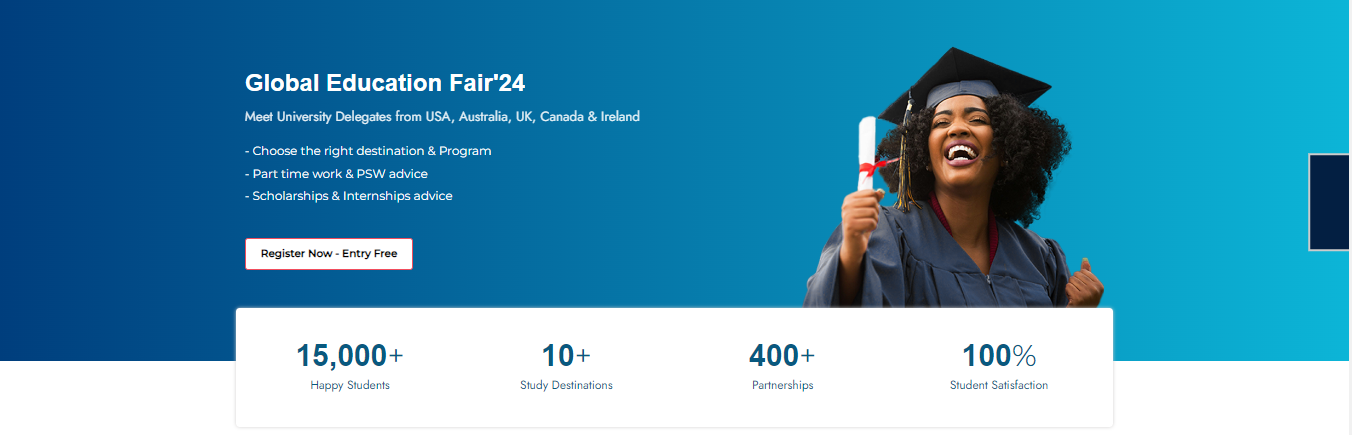 Global Education Fair'24
Meet University Delegates from USA, Australia, UK, Canada & Ireland
- Choose the right destination & Program
- Part time work & PSW advice
- Scholarships & Internships advice
Register Now - Entry Free
15,000+ 10+ 400+ 100%
Happy Students Study Destinations Partnerships Student Satisfaction